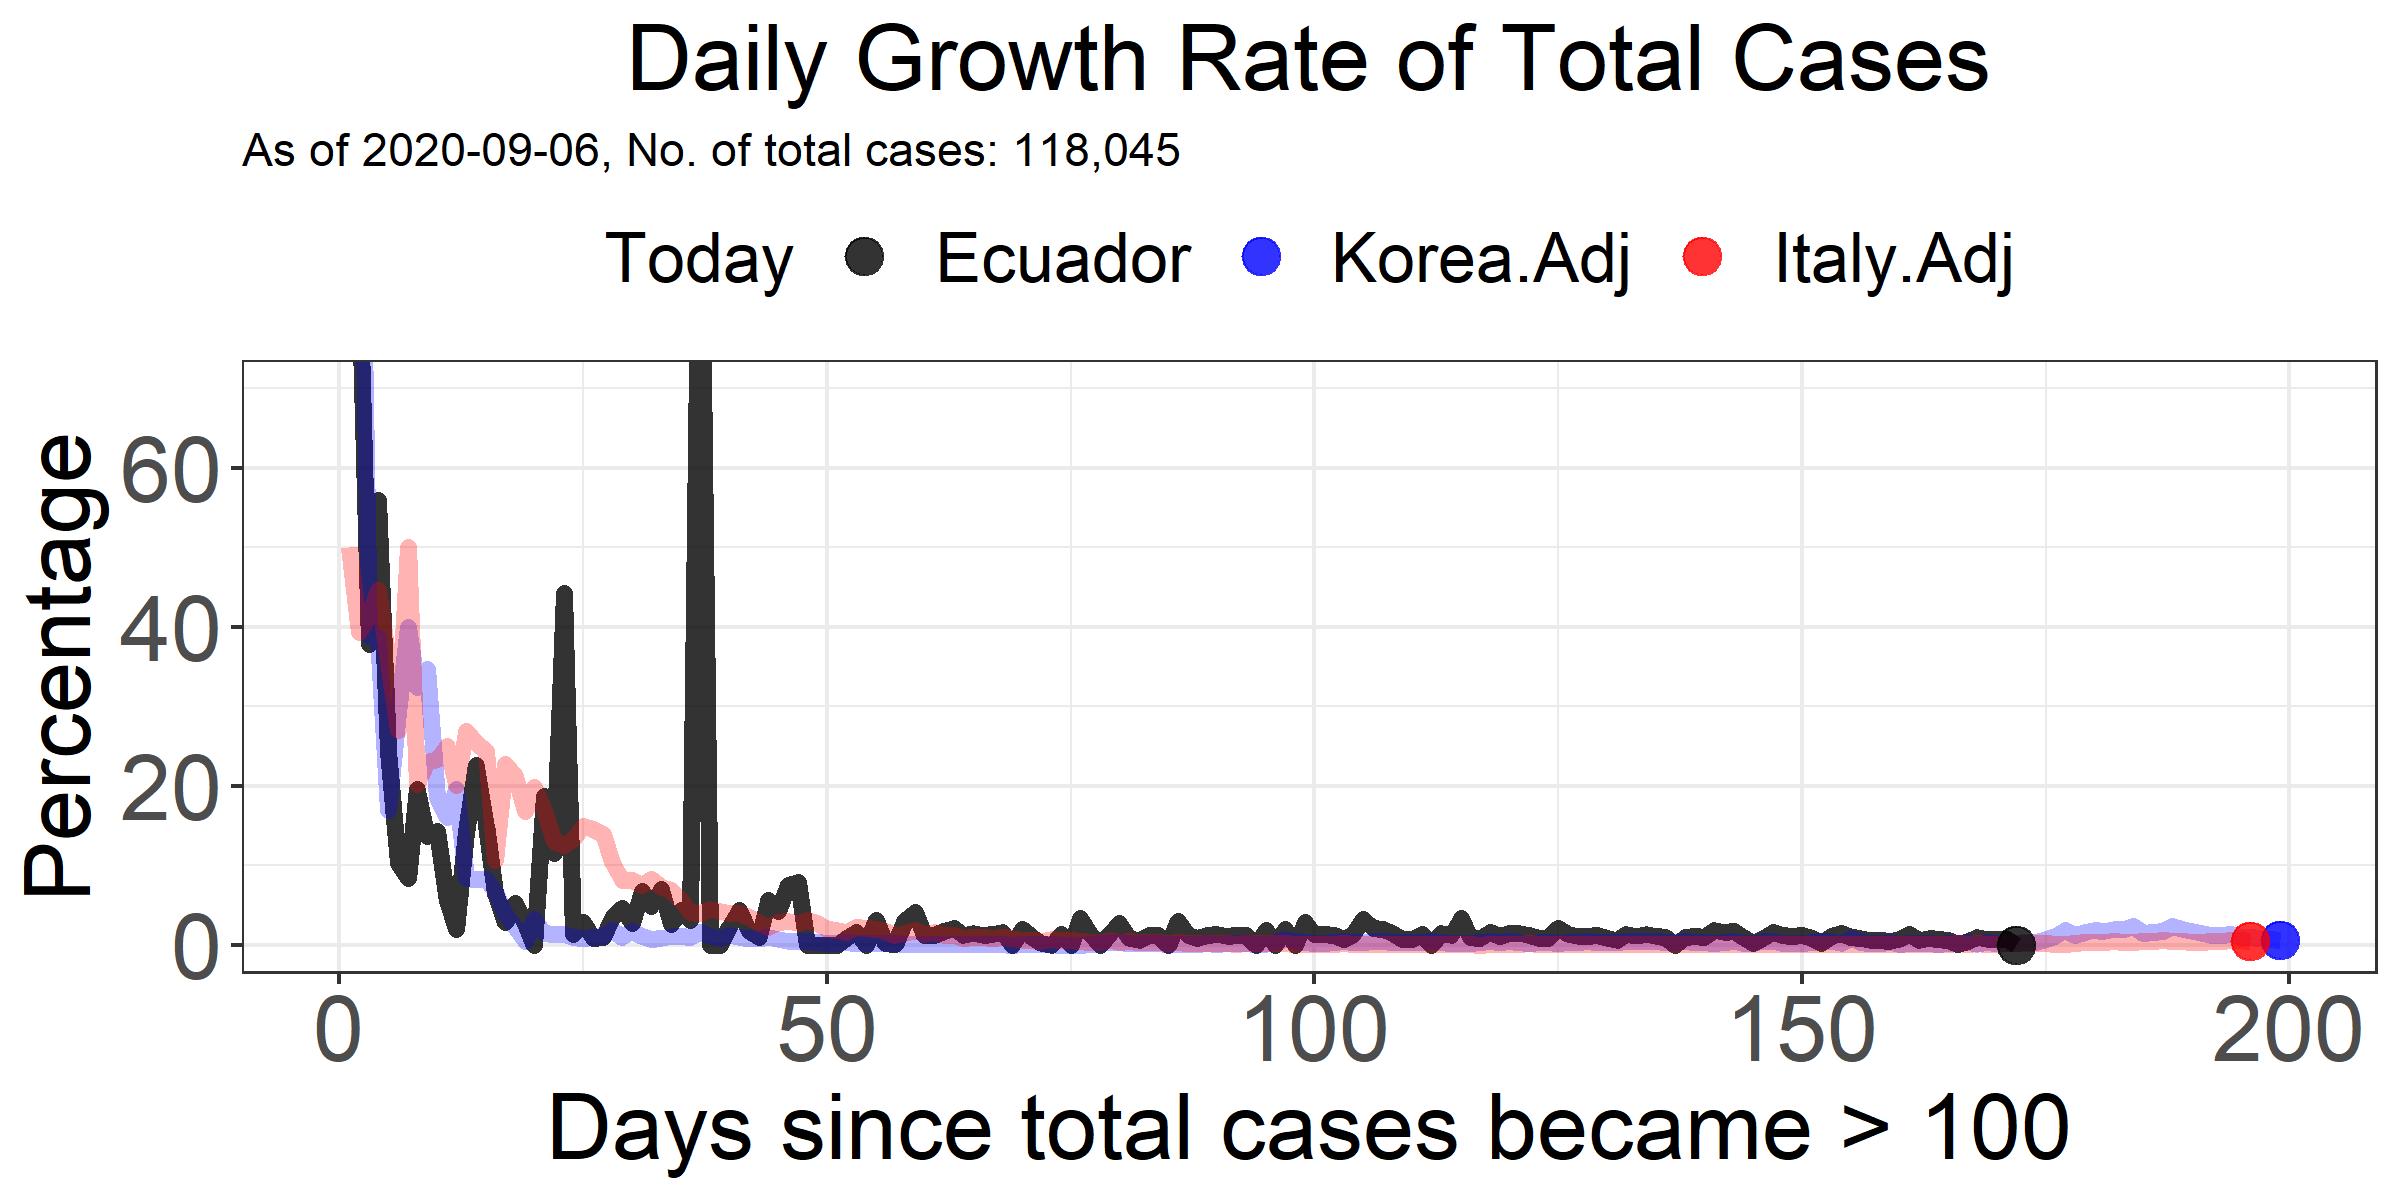 Daily Growth Rate of Total Cases
As of 2020-09-06, No. of total cases: 118,045
Today Ecuador Korea.Adj Italy.Adj
Percentage
60
40
20
0
0 50 100 150 200
Days since total cases became > 100